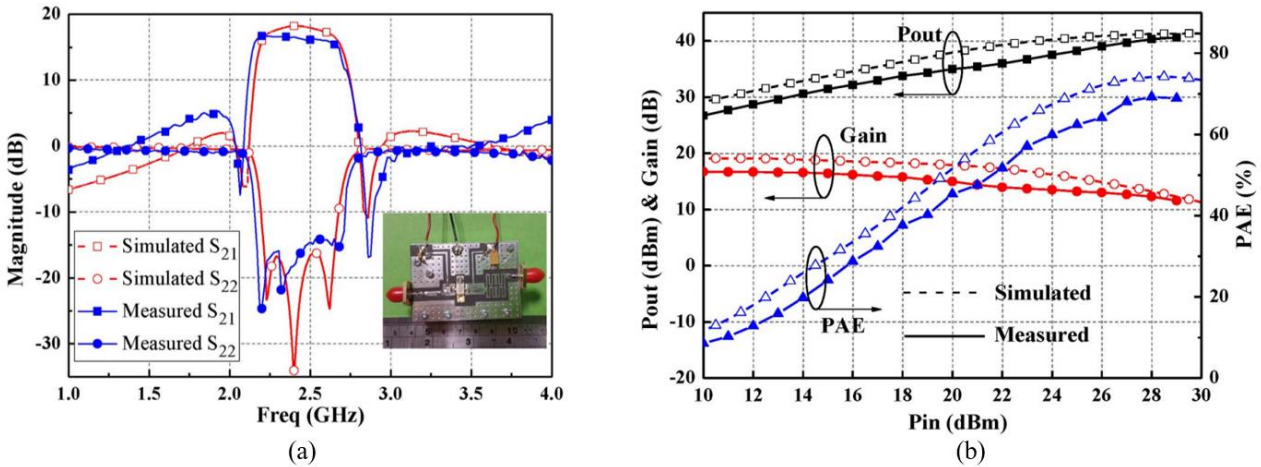 20
10
0
-10
-20
-30
Magnitude (dB)
Simulated S21
Simulated S22
Measured S21
Measured S22
1.0 1.5 2.0 2.5 3.0 3.5 4.0
Freq (GHz)
(a)
40
30
20
10
0
-10
-20
Pout (dBm) & Gain (dB)
Pout
Gain
PAE
Simulated
Measured
80
60
40
20
0
PAE (%)
10 12 14 16 18 20 22 24 26 28 30
Pin (dBm)
(b)